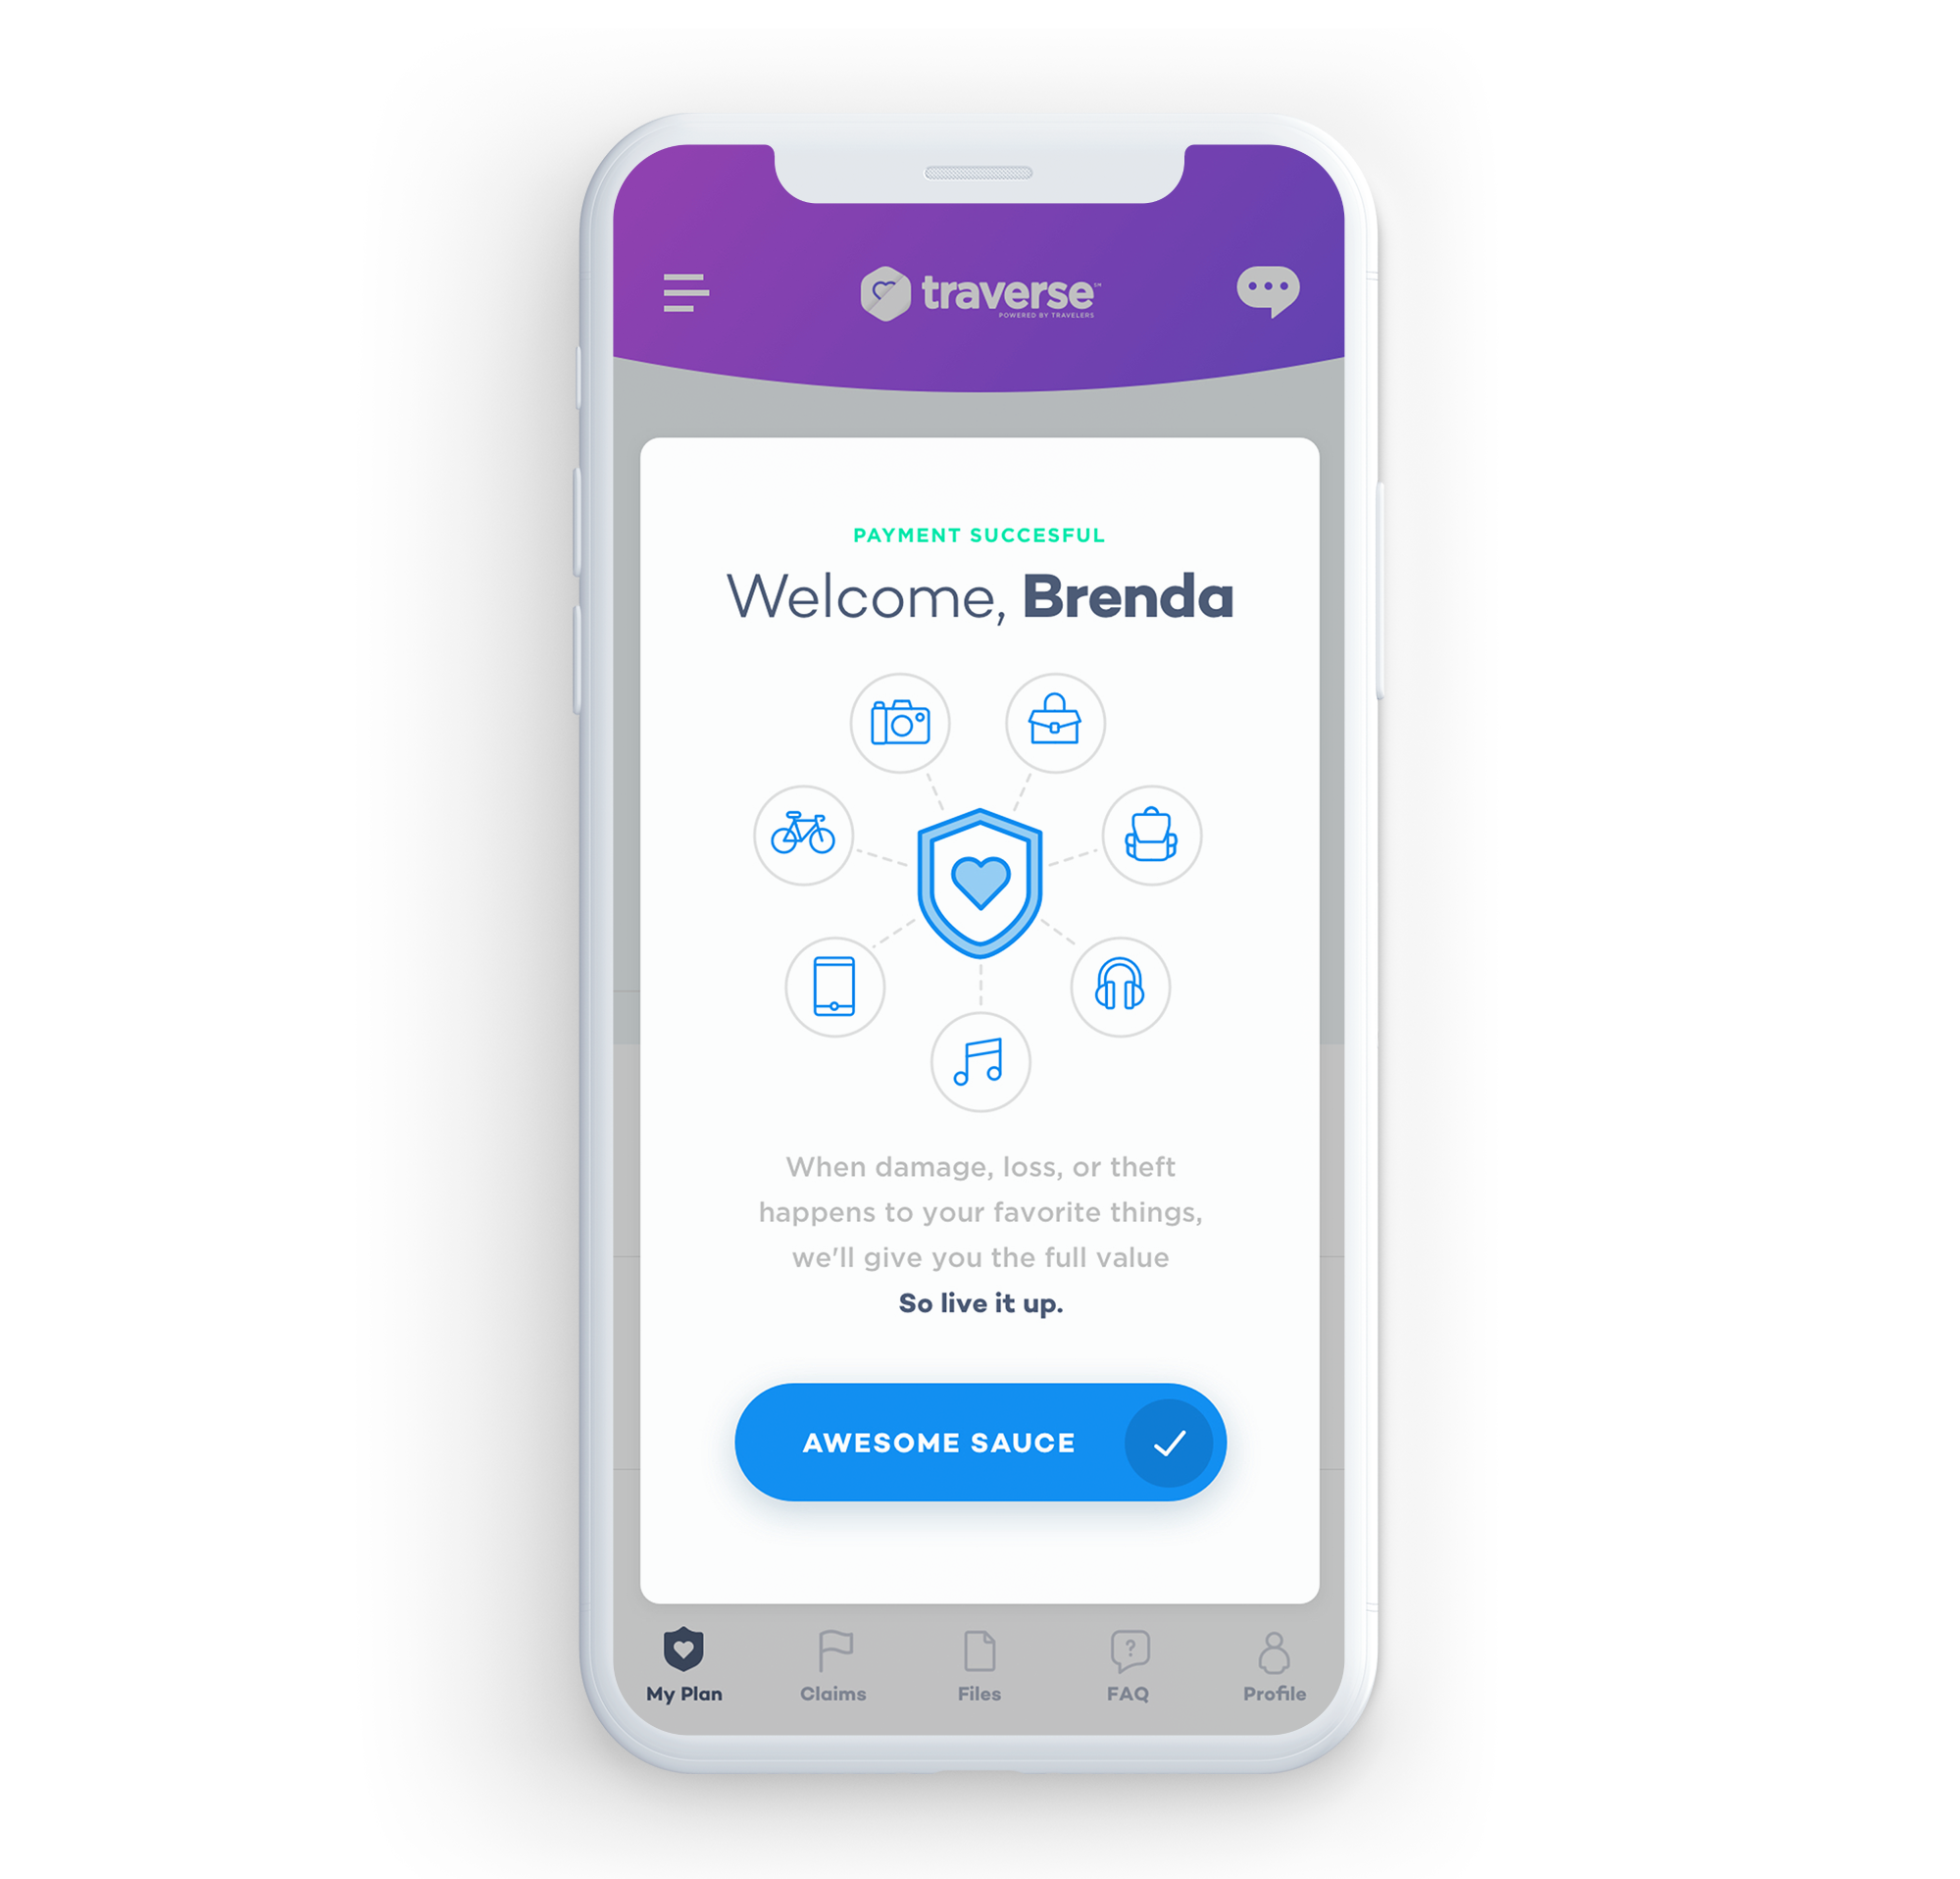 traverse℠
POWERED BY TRAVELERS
PAYMENT SUCCESFUL
Welcome, Brenda
When damage, loss, or theft
happens to your favorite things,
we'll give you the full value
So live it up.
AWESOME SAUCE
?
My Plan Claims Files FAQ Profile